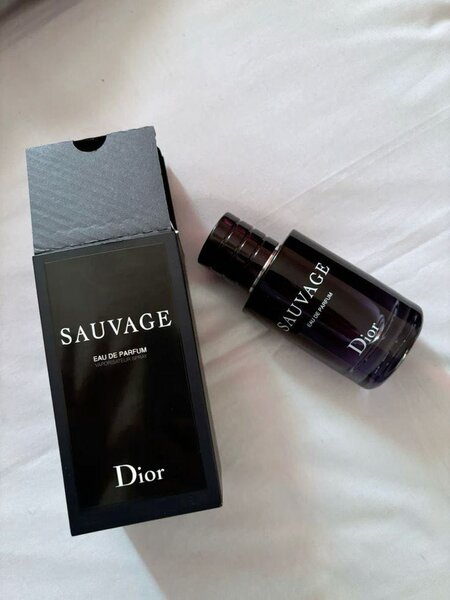 SAUVAGE
EAU DE PARFUM
VAPORISATEUR SPRAY
Dior
SAUVAGE
EAU DE PARFUM
Dior